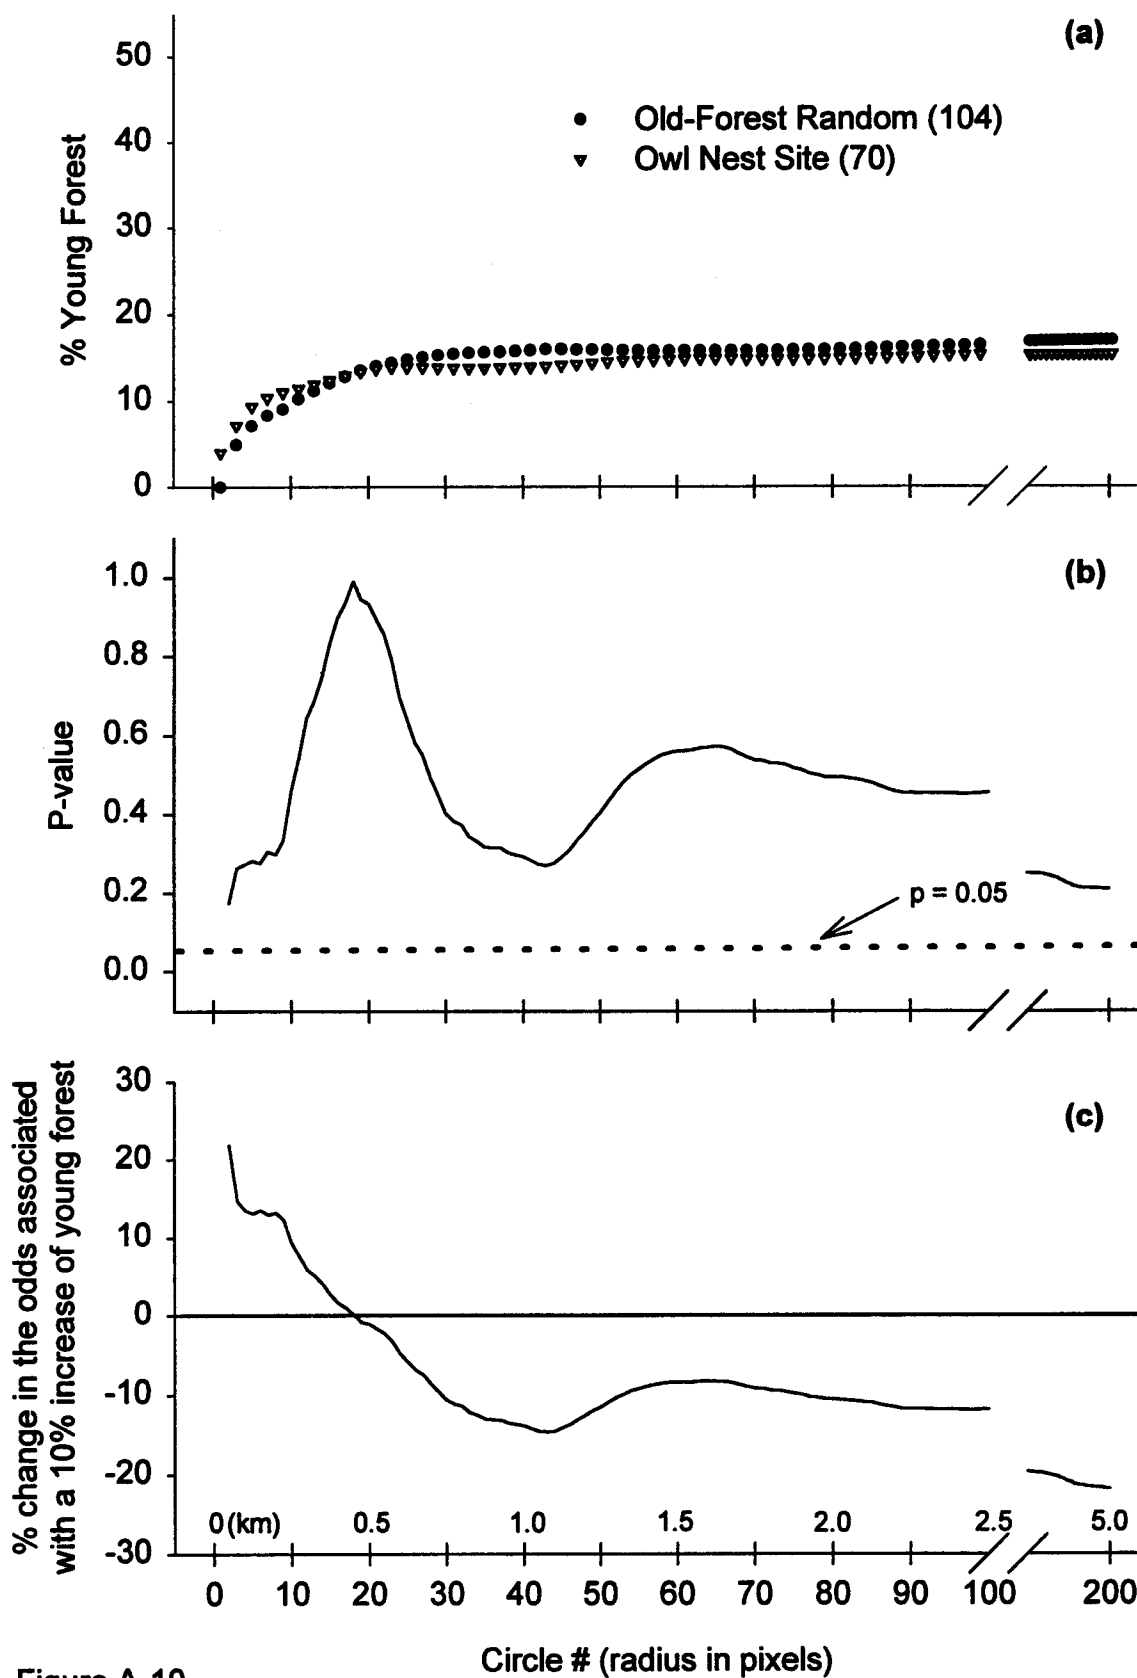 (a)
50
40
30
20
10
0
% Young Forest
Old-Forest Random (104)
Owl Nest Site (70)
(b)
1.0
0.8
0.6
0.4
0.2
0.0
P-value
p = 0.05
(c)
30
20
10
0
-10
-20
-30
% change in the odds associated
with a 10% increase of young forest
0 (km) 0.5 1.0 1.5 2.0 2.5 5.0
0 10 20 30 40 50 60 70 80 90 100 200
Circle # (radius in pixels)
Figure A-10